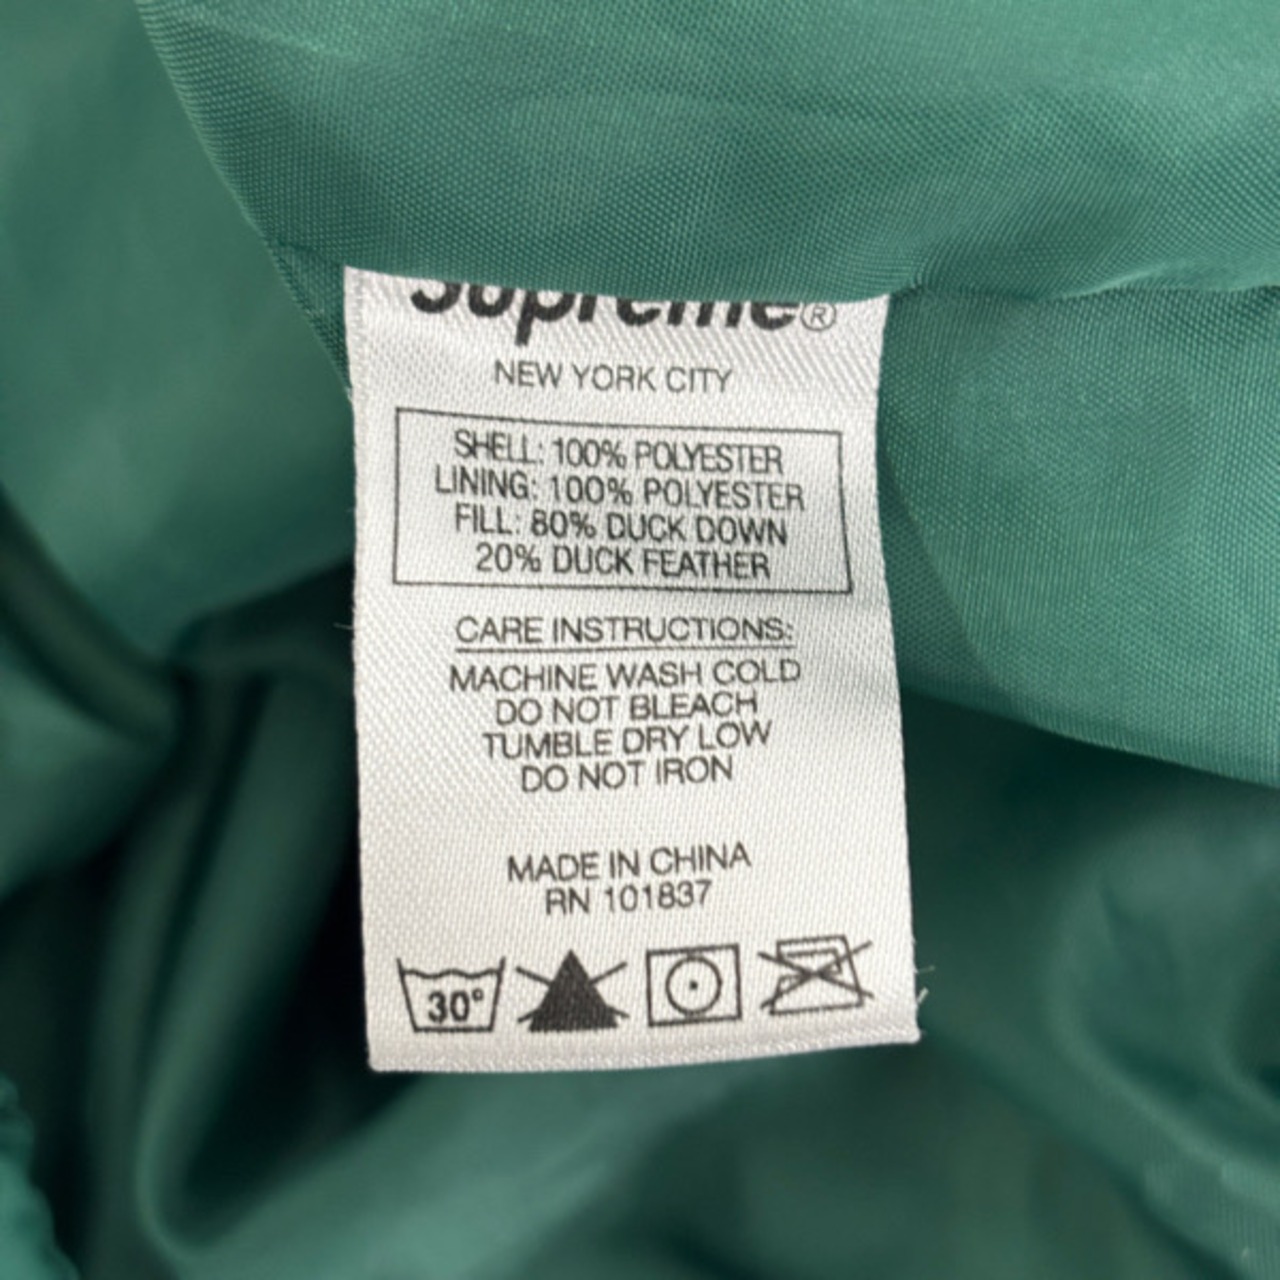 Supreme®
NEW YORK CITY
SHELL: 100% POLYESTER
LINING: 100% POLYESTER
FILL: 80% DUCK DOWN
20% DUCK FEATHER
CARE INSTRUCTIONS:
MACHINE WASH COLD
DO NOT BLEACH
TUMBLE DRY LOW
DO NOT IRON
MADE IN CHINA
RN 101837
30°